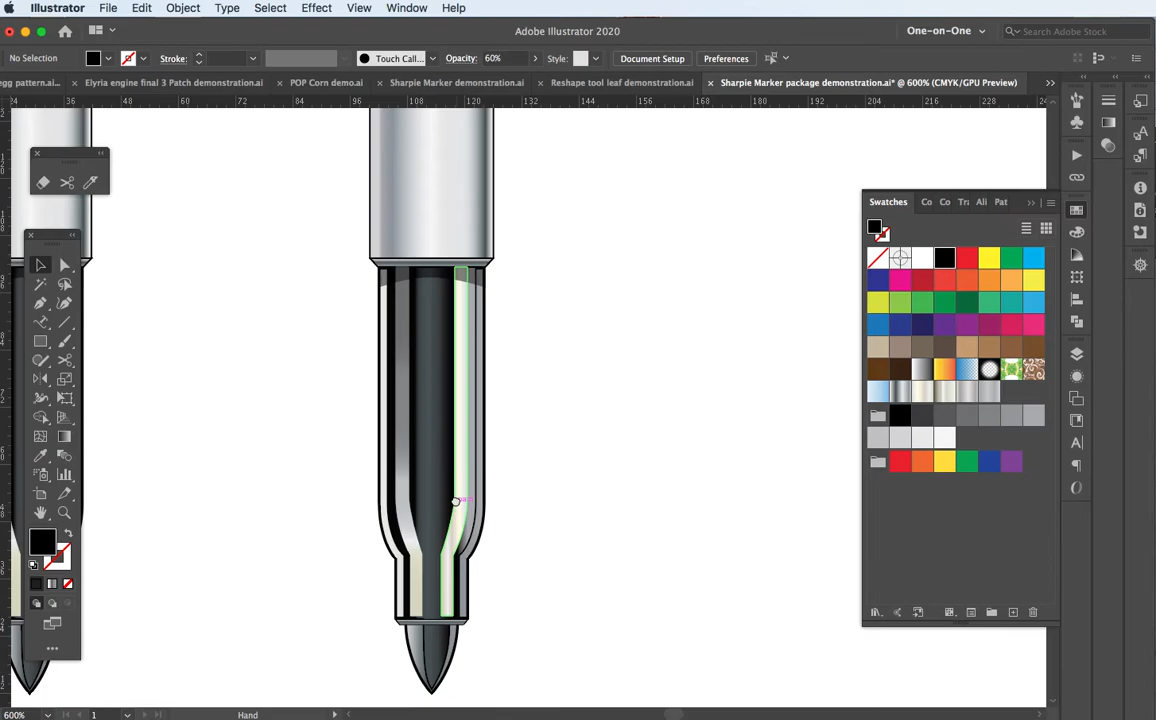 Illustrator File Edit Object Type Select Effect View Window Help
Adobe Illustrator 2020
One-on-One
Search Adobe Stock
No Selection
Stroke:
Touch Call...
Opacity: 60%
Style:
Document Setup
Preferences
egg pattern.ai...
Elyria engine final 3 Patch demonstration.ai
POP Corn demo.ai
Sharpie Marker demonstration.ai
Reshape tool leaf demonstration.ai
Sharpie Marker package demonstration.ai* @ 600% (CMYK/GPU Preview)
24 36 48 60 72 84 96 108 120 132 144 156 168 180 192 204 216 228 24
Swatches Co Co Tra Ali Pat
600% 1 Hand